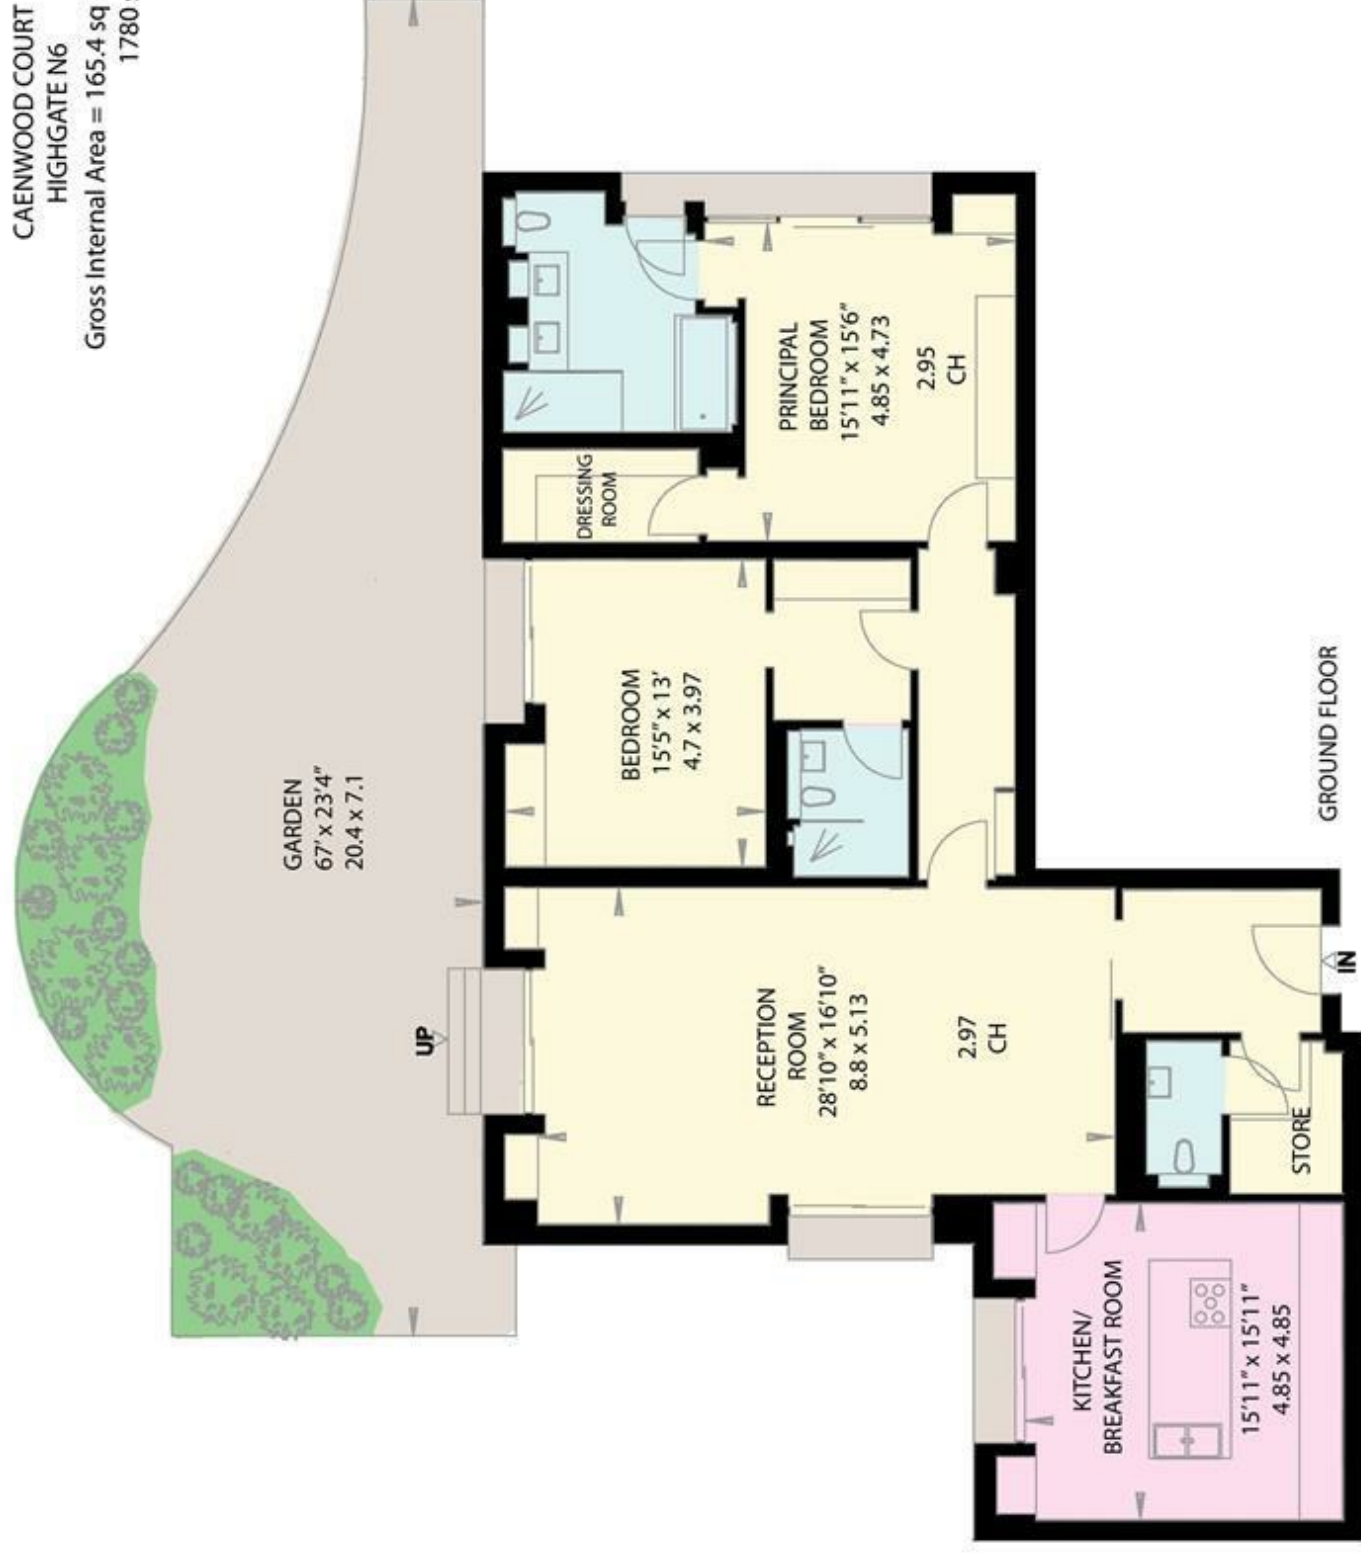 CAENWOOD COURT
HIGHGATE N6
Gross Internal Area = 165.4 sq
1780
GARDEN
67' x 23'4"
20.4 x 7.1
UP
DRESSING
ROOM
PRINCIPAL
BEDROOM
15'11" x 15'6"
4.85 x 4.73
2.95
CH
BEDROOM
15'5" x 13'
4.7 x 3.97
RECEPTION
ROOM
28'10" x 16'10"
8.8 x 5.13
2.97
CH
IN
STORE
KITCHEN/
BREAKFAST ROOM
15'11" x 15'11"
4.85 x 4.85
GROUND FLOOR